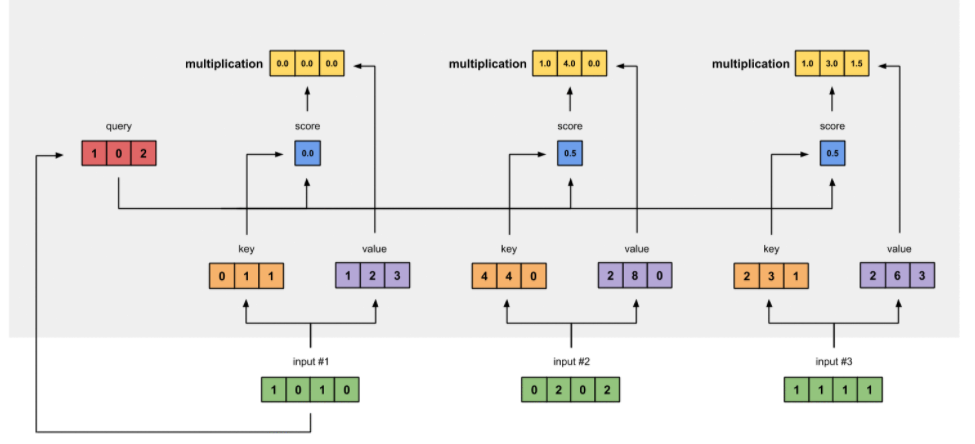 multiplication 0.0 0.0 0.0 multiplication 1.0 4.0 0.0 multiplication 1.0 3.0 1.5
query score score score
1 0 2 0.0 0.5 0.5
key value key value key value
0 1 1 1 2 3 4 4 0 2 8 0 2 3 1 2 6 3
input #1 input #2 input #3
1 0 1 0 0 2 0 2 1 1 1 1